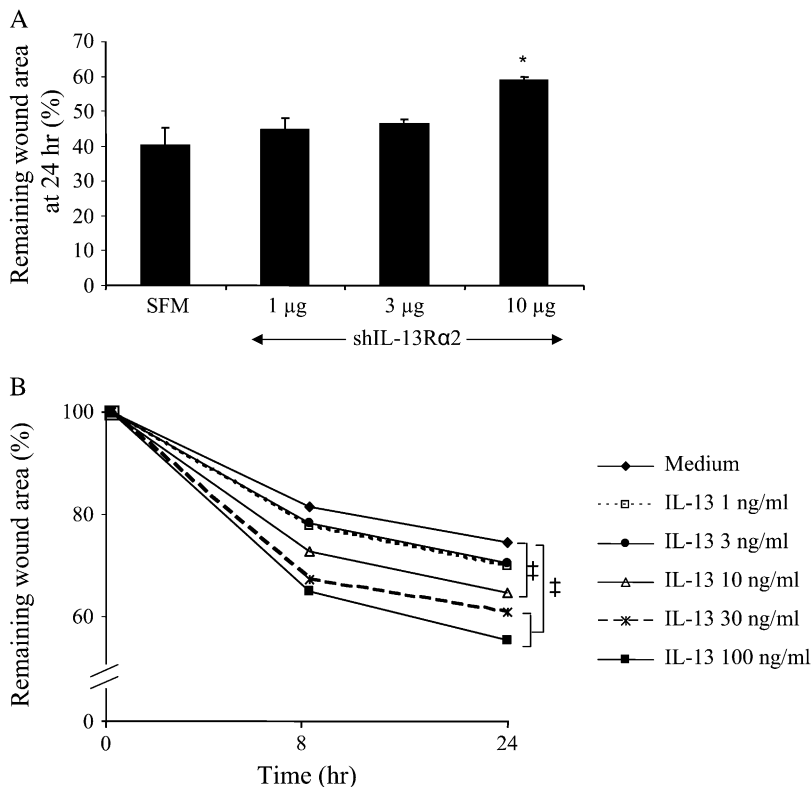 A
Remaining wound area
at 24 hr (%)
70
60
50
40
30
20
10
0
*
SFM
1 µg
3 µg
10 µg
shIL-13Rα2
B
Remaining wound area (%)
100
80
60
0
0
8
24
Time (hr)
‡
‡
Medium
IL-13 1 ng/ml
IL-13 3 ng/ml
IL-13 10 ng/ml
IL-13 30 ng/ml
IL-13 100 ng/ml